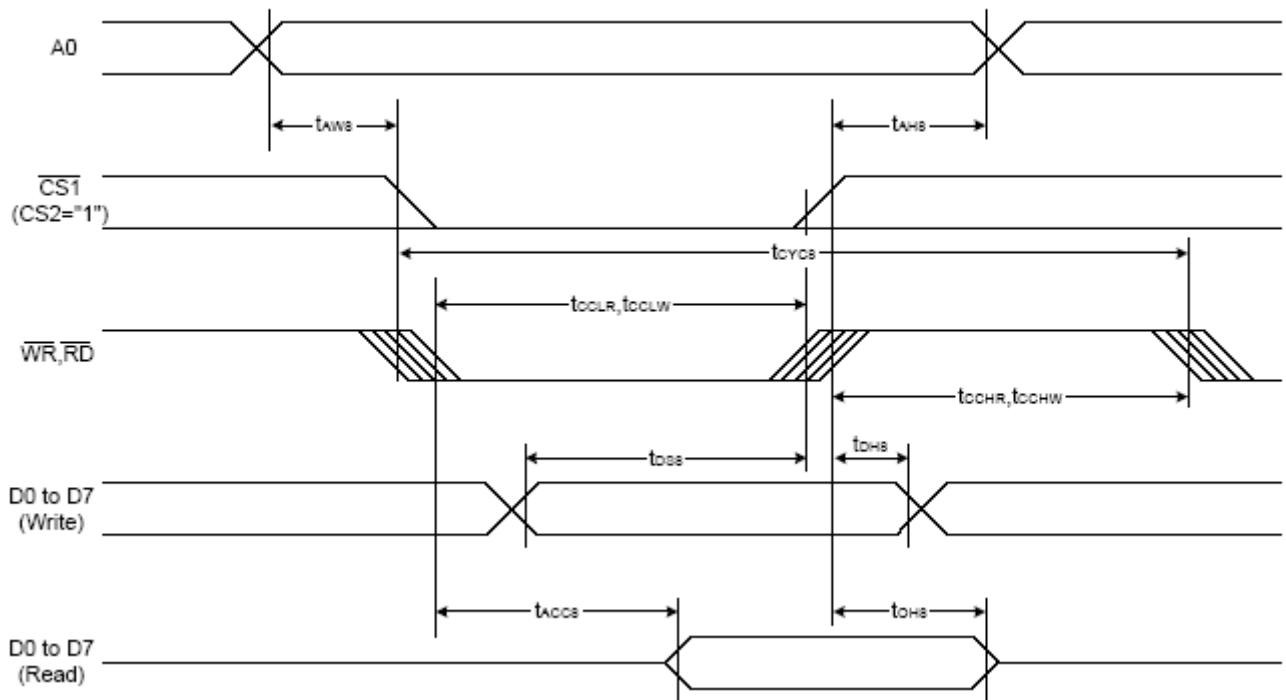 A0
tAW8
tAH8
CS1
(CS2="1")
tCYC8
tCCLR,tCCLW
WR,RD
tCCHR,tCCHW
tDS8
tDH8
D0 to D7
(Write)
tACC8
tOH8
D0 to D7
(Read)